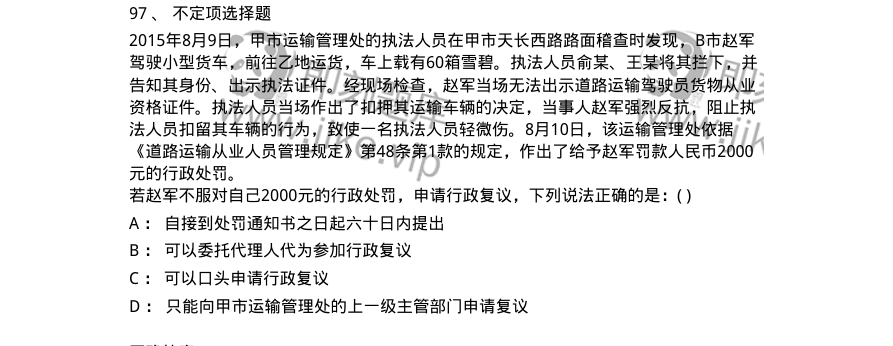 97 、 不定项选择题
2015年8月9日，甲市运输管理处的执法人员在甲市天长西路路面稽查时发现，B市赵军
驾驶小型货车，前往乙地运货，车上载有60箱雪碧。执法人员俞某、王某将其拦下，并
告知其身份、出示执法证件。经现场检查，赵军当场无法出示道路运输驾驶员货物从业
资格证件。执法人员当场作出了扣押其运输车辆的决定，当事人赵军强烈反抗，阻止执
法人员扣留其车辆的行为，致使一名执法人员轻微伤。8月10日，该运输管理处依据
《道路运输从业人员管理规定》第48条第1款的规定，作出了给予赵军罚款人民币2000
元的行政处罚。
若赵军不服对自己2000元的行政处罚，申请行政复议，下列说法正确的是：( )
A ： 自接到处罚通知书之日起六十日内提出
B ： 可以委托代理人代为参加行政复议
C ： 可以口头申请行政复议
D ： 只能向甲市运输管理处的上一级主管部门申请复议
即刻题库
www.jike.vip